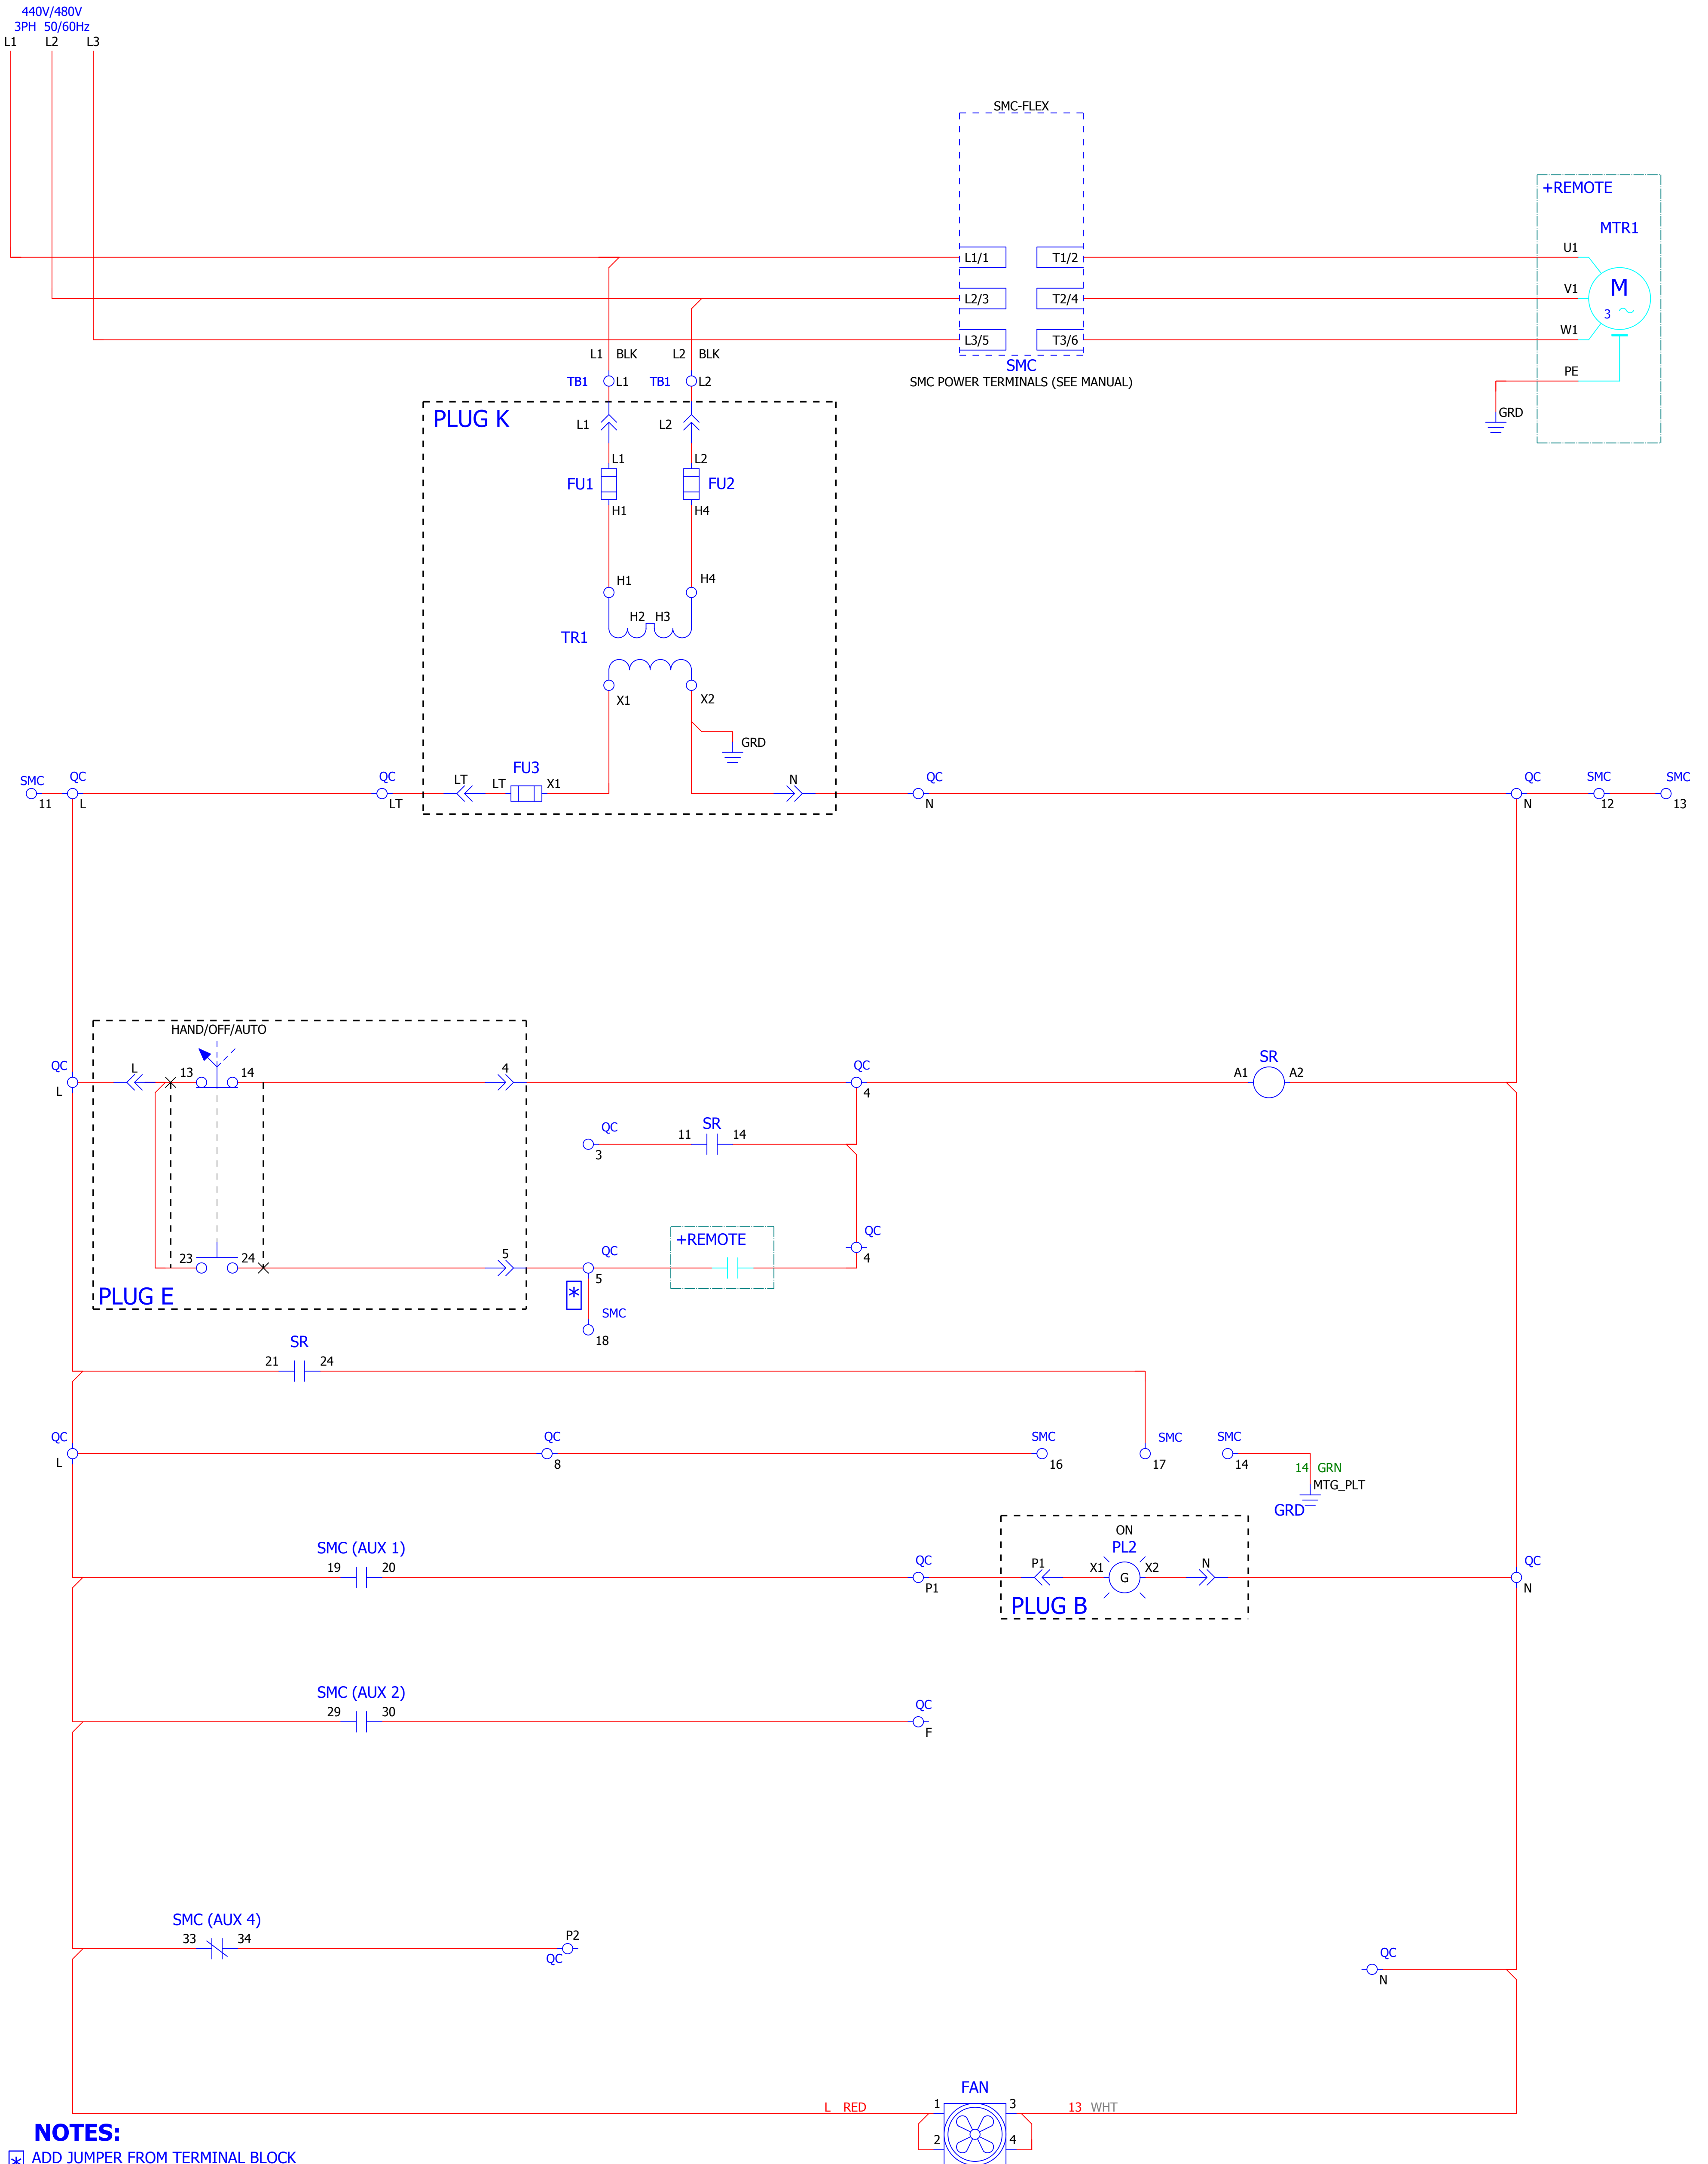 440V/480V
3PH 50/60Hz
L1 L2 L3
SMC-FLEX
+REMOTE
MTR1
L1/1 T1/2 U1
L2/3 T2/4 V1
M
3
L3/5 T3/6 W1
L1 BLK L2 BLK
SMC
SMC POWER TERMINALS (SEE MANUAL)
PE
TB1 L1 TB1 L2
GRD
PLUG K
L1 L2
L1 L2
FU1 FU2
H1 H4
H1 H4
H2 H3
TR1
X1 X2
GRD
SMC QC QC LT LT FU3 X1 N QC QC SMC SMC
11 L LT N N 12 13
HAND/OFF/AUTO
QC L 13 14 4 QC SR
A1 A2
L 4
QC SR
11 14
3
QC
+REMOTE
4
23 24 5 QC
5
PLUG E
*
SMC
18
SR
21 24
QC QC SMC SMC SMC
L 8 16 17 14
14 GRN
MTG_PLT
GRD
ON
PL2
SMC (AUX 1)
19 20 QC P1 X1 G X2 N QC
P1 N
PLUG B
SMC (AUX 2)
29 30 QC
F
SMC (AUX 4)
33 34 P2
QC
QC
N
FAN
L RED 1 3 13 WHT
2 4
NOTES:
* ADD JUMPER FROM TERMINAL BLOCK